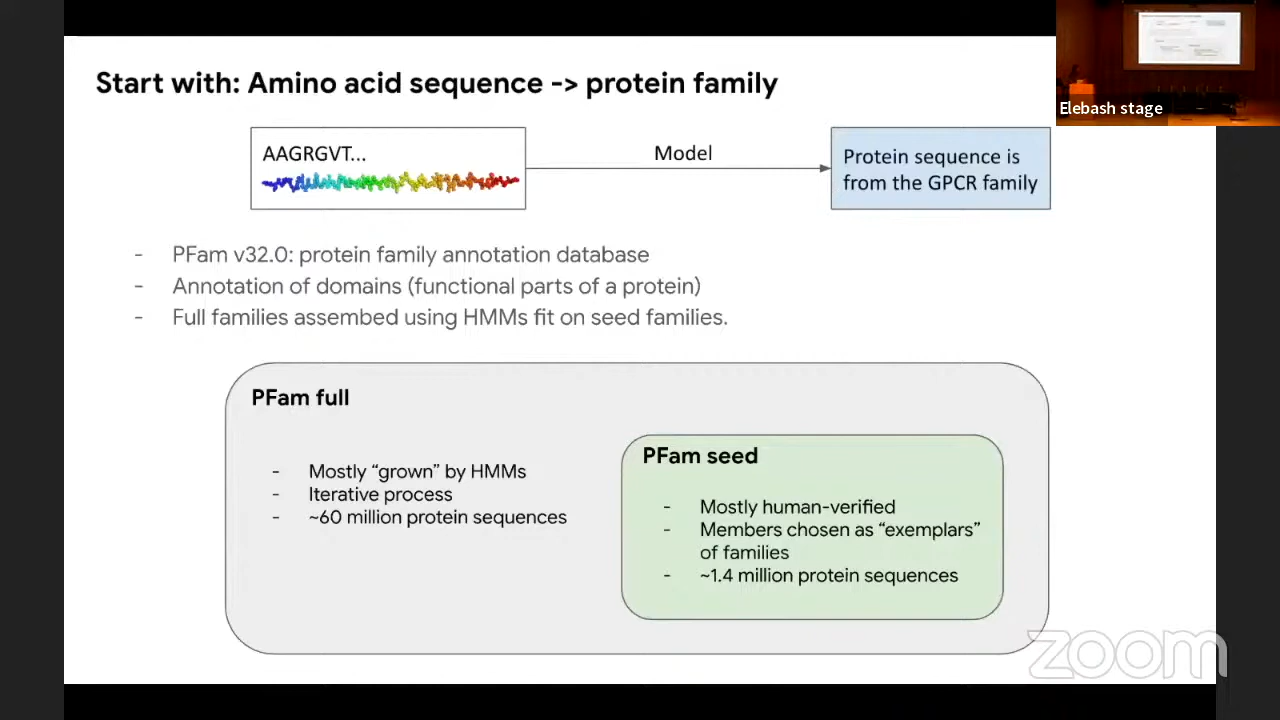 Start with: Amino acid sequence -> protein family
Elebash stage
AAGRGVT...
Model
Protein sequence is
from the GPCR family
- PFam v32.0: protein family annotation database
- Annotation of domains (functional parts of a protein)
- Full families assembed using HMMs fit on seed families.
PFam full
- Mostly “grown” by HMMs
- Iterative process
- ~60 million protein sequences
PFam seed
- Mostly human-verified
- Members chosen as “exemplars”
of families
- ~1.4 million protein sequences
zoom